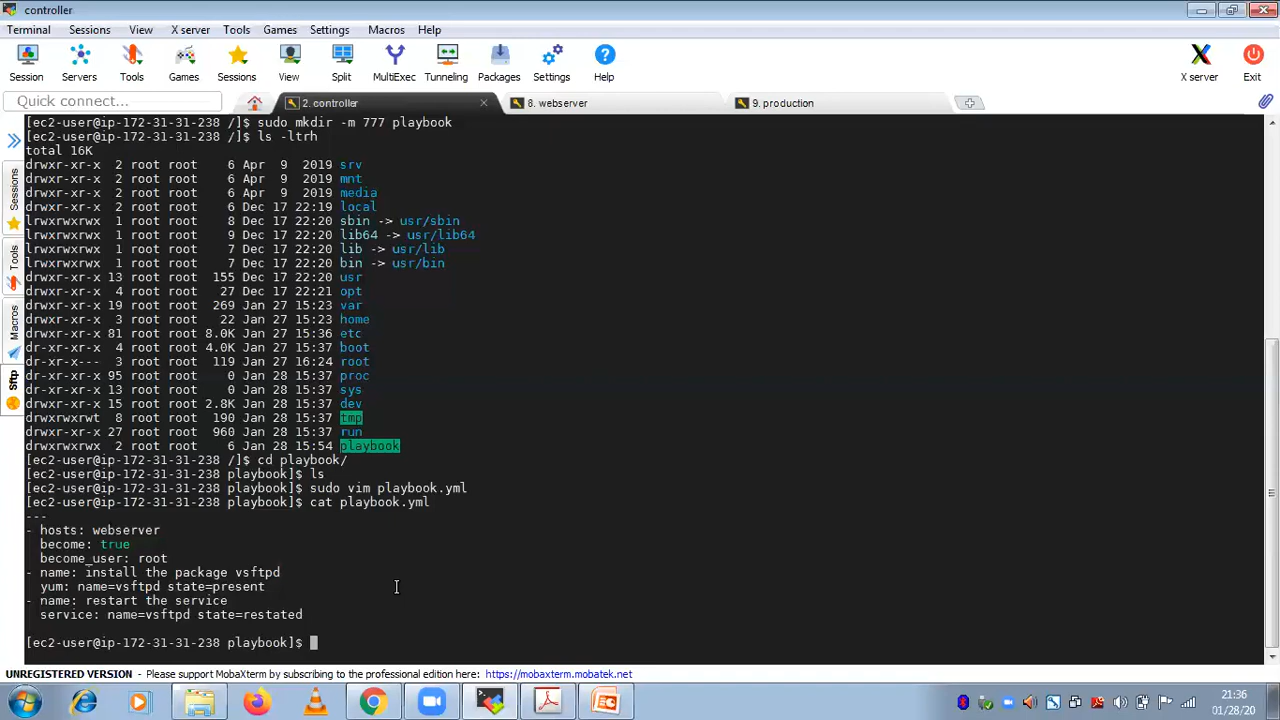 controller
Terminal Sessions View X server Tools Games Settings Macros Help
Session Servers Tools Games Sessions View Split MultiExec Tunneling Packages Settings Help X server Exit
Quick connect...
2. controller
8. webserver
9. production
Sessions
Tools
Macros
Sftp
[ec2-user@ip-172-31-31-238 /]$ sudo mkdir -m 777 playbook
[ec2-user@ip-172-31-31-238 /]$ ls -ltrh
total 16K
drwxr-xr-x 2 root root 6 Apr 9 2019 srv
drwxr-xr-x 2 root root 6 Apr 9 2019 mnt
drwxr-xr-x 2 root root 6 Apr 9 2019 media
drwxr-xr-x 2 root root 6 Dec 17 22:19 local
lrwxrwxrwx 1 root root 8 Dec 17 22:20 sbin -> usr/sbin
lrwxrwxrwx 1 root root 9 Dec 17 22:20 lib64 -> usr/lib64
lrwxrwxrwx 1 root root 7 Dec 17 22:20 lib -> usr/lib
lrwxrwxrwx 1 root root 7 Dec 17 22:20 bin -> usr/bin
drwxr-xr-x 13 root root 155 Dec 17 22:20 usr
drwxr-xr-x 4 root root 27 Dec 17 22:21 opt
drwxr-xr-x 19 root root 269 Jan 27 15:23 var
drwxr-xr-x 3 root root 22 Jan 27 15:23 home
drwxr-xr-x 81 root root 8.0K Jan 27 15:36 etc
dr-xr-xr-x 4 root root 4.0K Jan 27 15:37 boot
dr-xr-x--- 3 root root 119 Jan 27 16:24 root
dr-xr-xr-x 95 root root 0 Jan 28 15:37 proc
dr-xr-xr-x 13 root root 0 Jan 28 15:37 sys
drwxr-xr-x 15 root root 2.8K Jan 28 15:37 dev
drwxrwxrwt 8 root root 190 Jan 28 15:37 tmp
drwxr-xr-x 27 root root 960 Jan 28 15:37 run
drwxrwxrwx 2 root root 6 Jan 28 15:54 playbook
[ec2-user@ip-172-31-31-238 /]$ cd playbook/
[ec2-user@ip-172-31-31-238 playbook]$ ls
[ec2-user@ip-172-31-31-238 playbook]$ sudo vim playbook.yml
[ec2-user@ip-172-31-31-238 playbook]$ cat playbook.yml
---
- hosts: webserver
become: true
become_user: root
- name: install the package vsftpd
yum: name=vsftpd state=present
- name: restart the service
service: name=vsftpd state=restated
[ec2-user@ip-172-31-31-238 playbook]$
UNREGISTERED VERSION - Please support MobaXterm by subscribing to the professional edition here: https://mobaxterm.mobatek.net
21:36
01/28/20